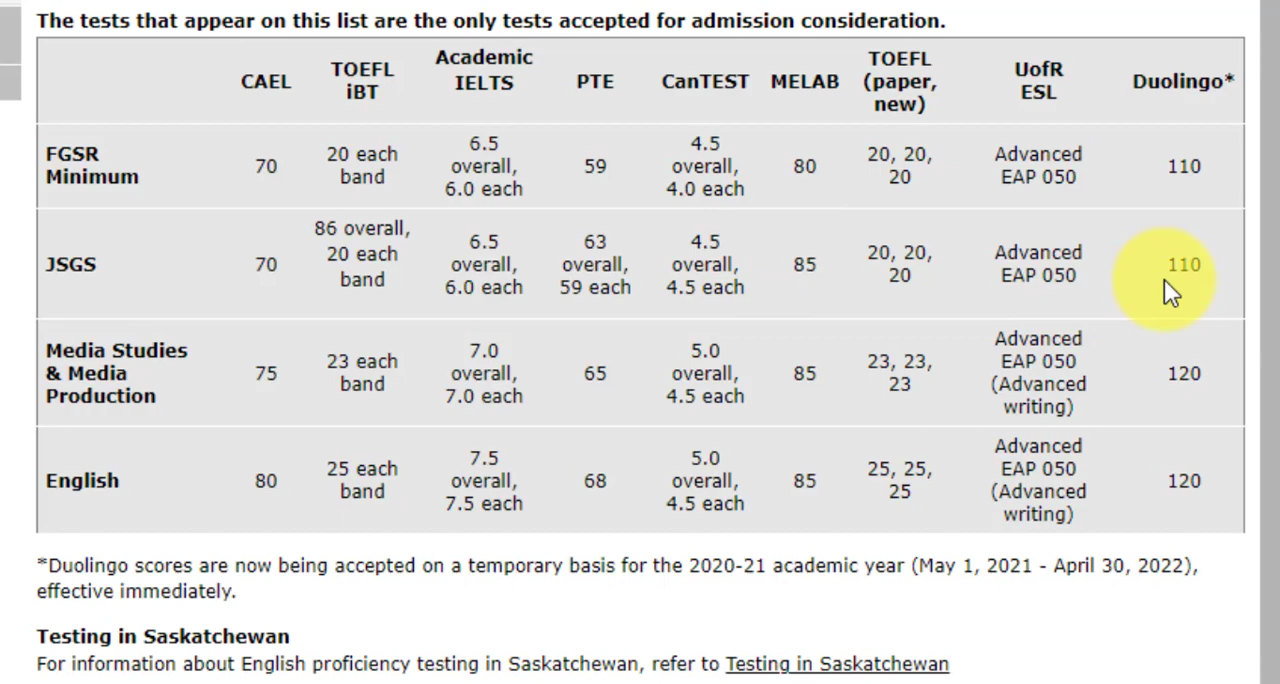 The tests that appear on this list are the only tests accepted for admission consideration.
CAEL TOEFL iBT Academic IELTS PTE CanTEST MELAB TOEFL (paper, new) UofR ESL Duolingo*
FGSR Minimum 70 20 each band 6.5 overall, 6.0 each 59 4.5 overall, 4.0 each 80 20, 20, 20 Advanced EAP 050 110
JSGS 70 86 overall, 20 each band 6.5 overall, 6.0 each 63 overall, 59 each 4.5 overall, 4.5 each 85 20, 20, 20 Advanced EAP 050 110
Media Studies & Media Production 75 23 each band 7.0 overall, 7.0 each 65 5.0 overall, 4.5 each 85 23, 23, 23 Advanced EAP 050 (Advanced writing) 120
English 80 25 each band 7.5 overall, 7.5 each 68 5.0 overall, 4.5 each 85 25, 25, 25 Advanced EAP 050 (Advanced writing) 120
*Duolingo scores are now being accepted on a temporary basis for the 2020-21 academic year (May 1, 2021 - April 30, 2022),
effective immediately.
Testing in Saskatchewan
For information about English proficiency testing in Saskatchewan, refer to Testing in Saskatchewan